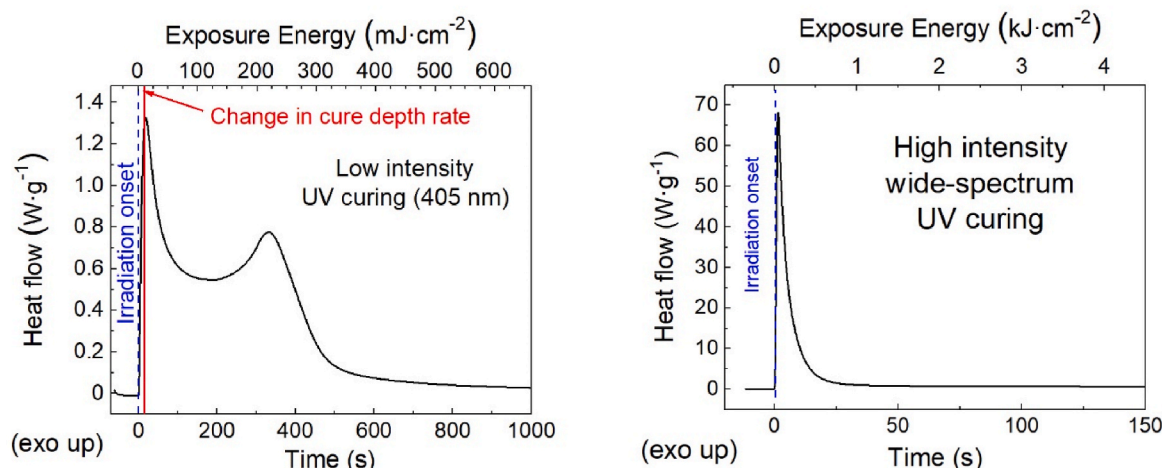 Exposure Energy (mJ·cm⁻²)
0 100 200 300 400 500 600
1.4
1.2
1.0
0.8
0.6
0.4
0.2
0
Heat flow (W·g⁻¹)
Irradiation onset
Change in cure depth rate
Low intensity
UV curing (405 nm)
0 200 400 600 800 1000
(exo up)
Time (s)
Exposure Energy (kJ·cm⁻²)
0 1 2 3 4
70
60
50
40
30
20
10
0
Heat flow (W·g⁻¹)
Irradiation onset
High intensity
wide-spectrum
UV curing
0 50 100 150
(exo up)
Time (s)